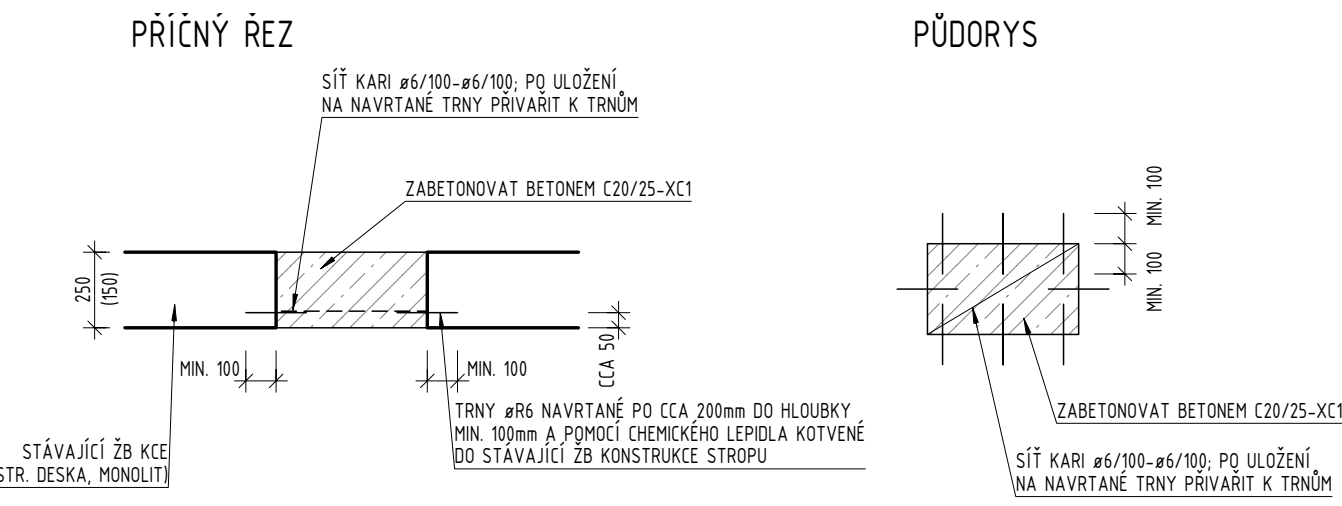 PŘÍČNÝ ŘEZ
SÍŤ KARI ø6/100-ø6/100; PO ULOŽENÍ
NA NAVRTANÉ TRNY PŘIVAŘIT K TRNŮM
ZABETONOVAT BETONEM C20/25-XC1
250
(150)
MIN. 100
MIN. 100
CCA 50
TRNY øR6 NAVRTANÉ PO CCA 200mm DO HLOUBKY
MIN. 100mm A POMOCÍ CHEMICKÉHO LEPIDLA KOTVENÉ
DO STÁVAJÍCÍ ŽB KONSTRUKCE STROPU
STÁVAJÍCÍ ŽB KCE
STR. DESKA, MONOLIT)
PŮDORYS
MIN. 100
MIN. 100
ZABETONOVAT BETONEM C20/25-XC1
SÍŤ KARI ø6/100-ø6/100; PO ULOŽENÍ
NA NAVRTANÉ TRNY PŘIVAŘIT K TRNŮM